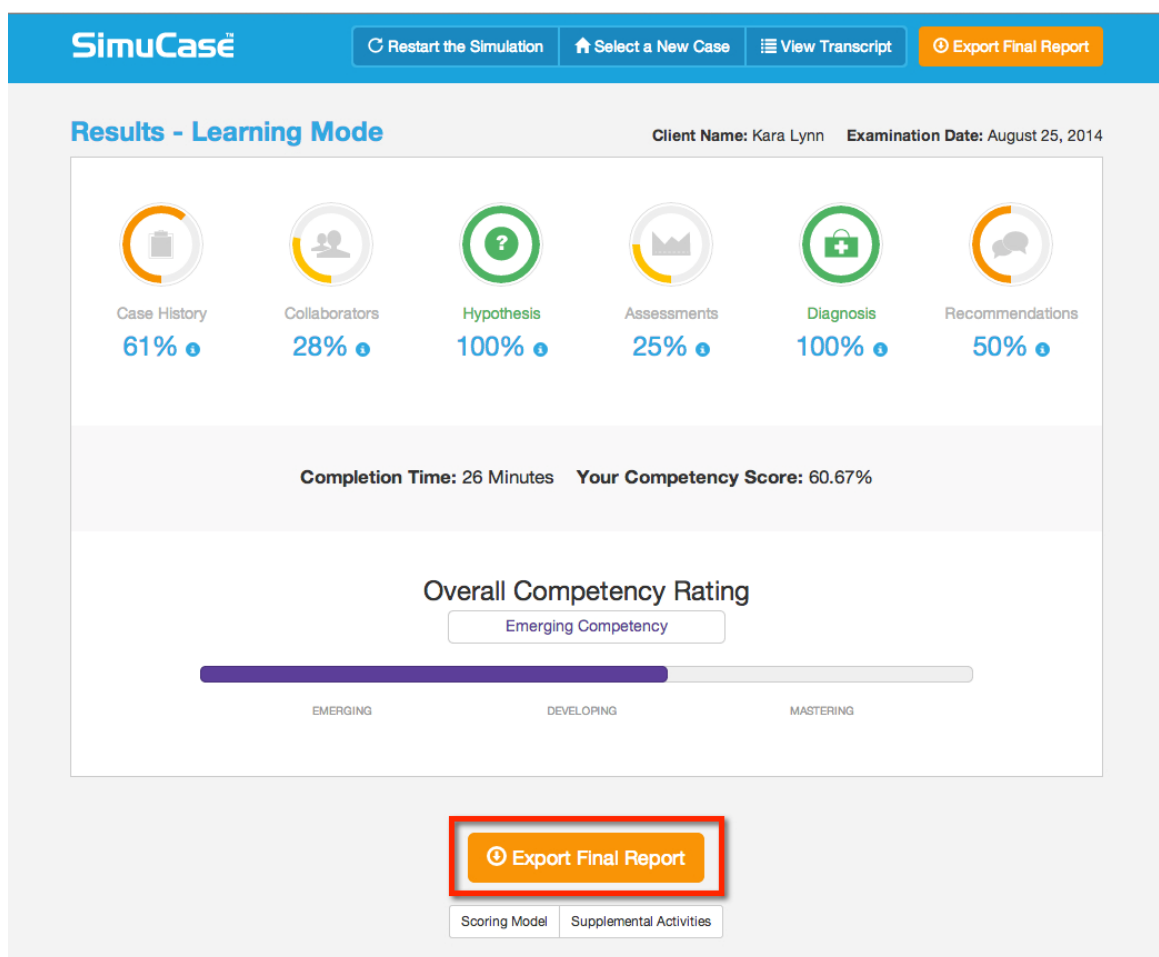 SimuCase™
Restart the Simulation Select a New Case View Transcript Export Final Report
Results - Learning Mode
Client Name: Kara Lynn Examination Date: August 25, 2014
Case History Collaborators Hypothesis Assessments Diagnosis Recommendations
61% 28% 100% 25% 100% 50%
Completion Time: 26 Minutes Your Competency Score: 60.67%
Overall Competency Rating
Emerging Competency
EMERGING DEVELOPING MASTERING
Export Final Report
Scoring Model Supplemental Activities